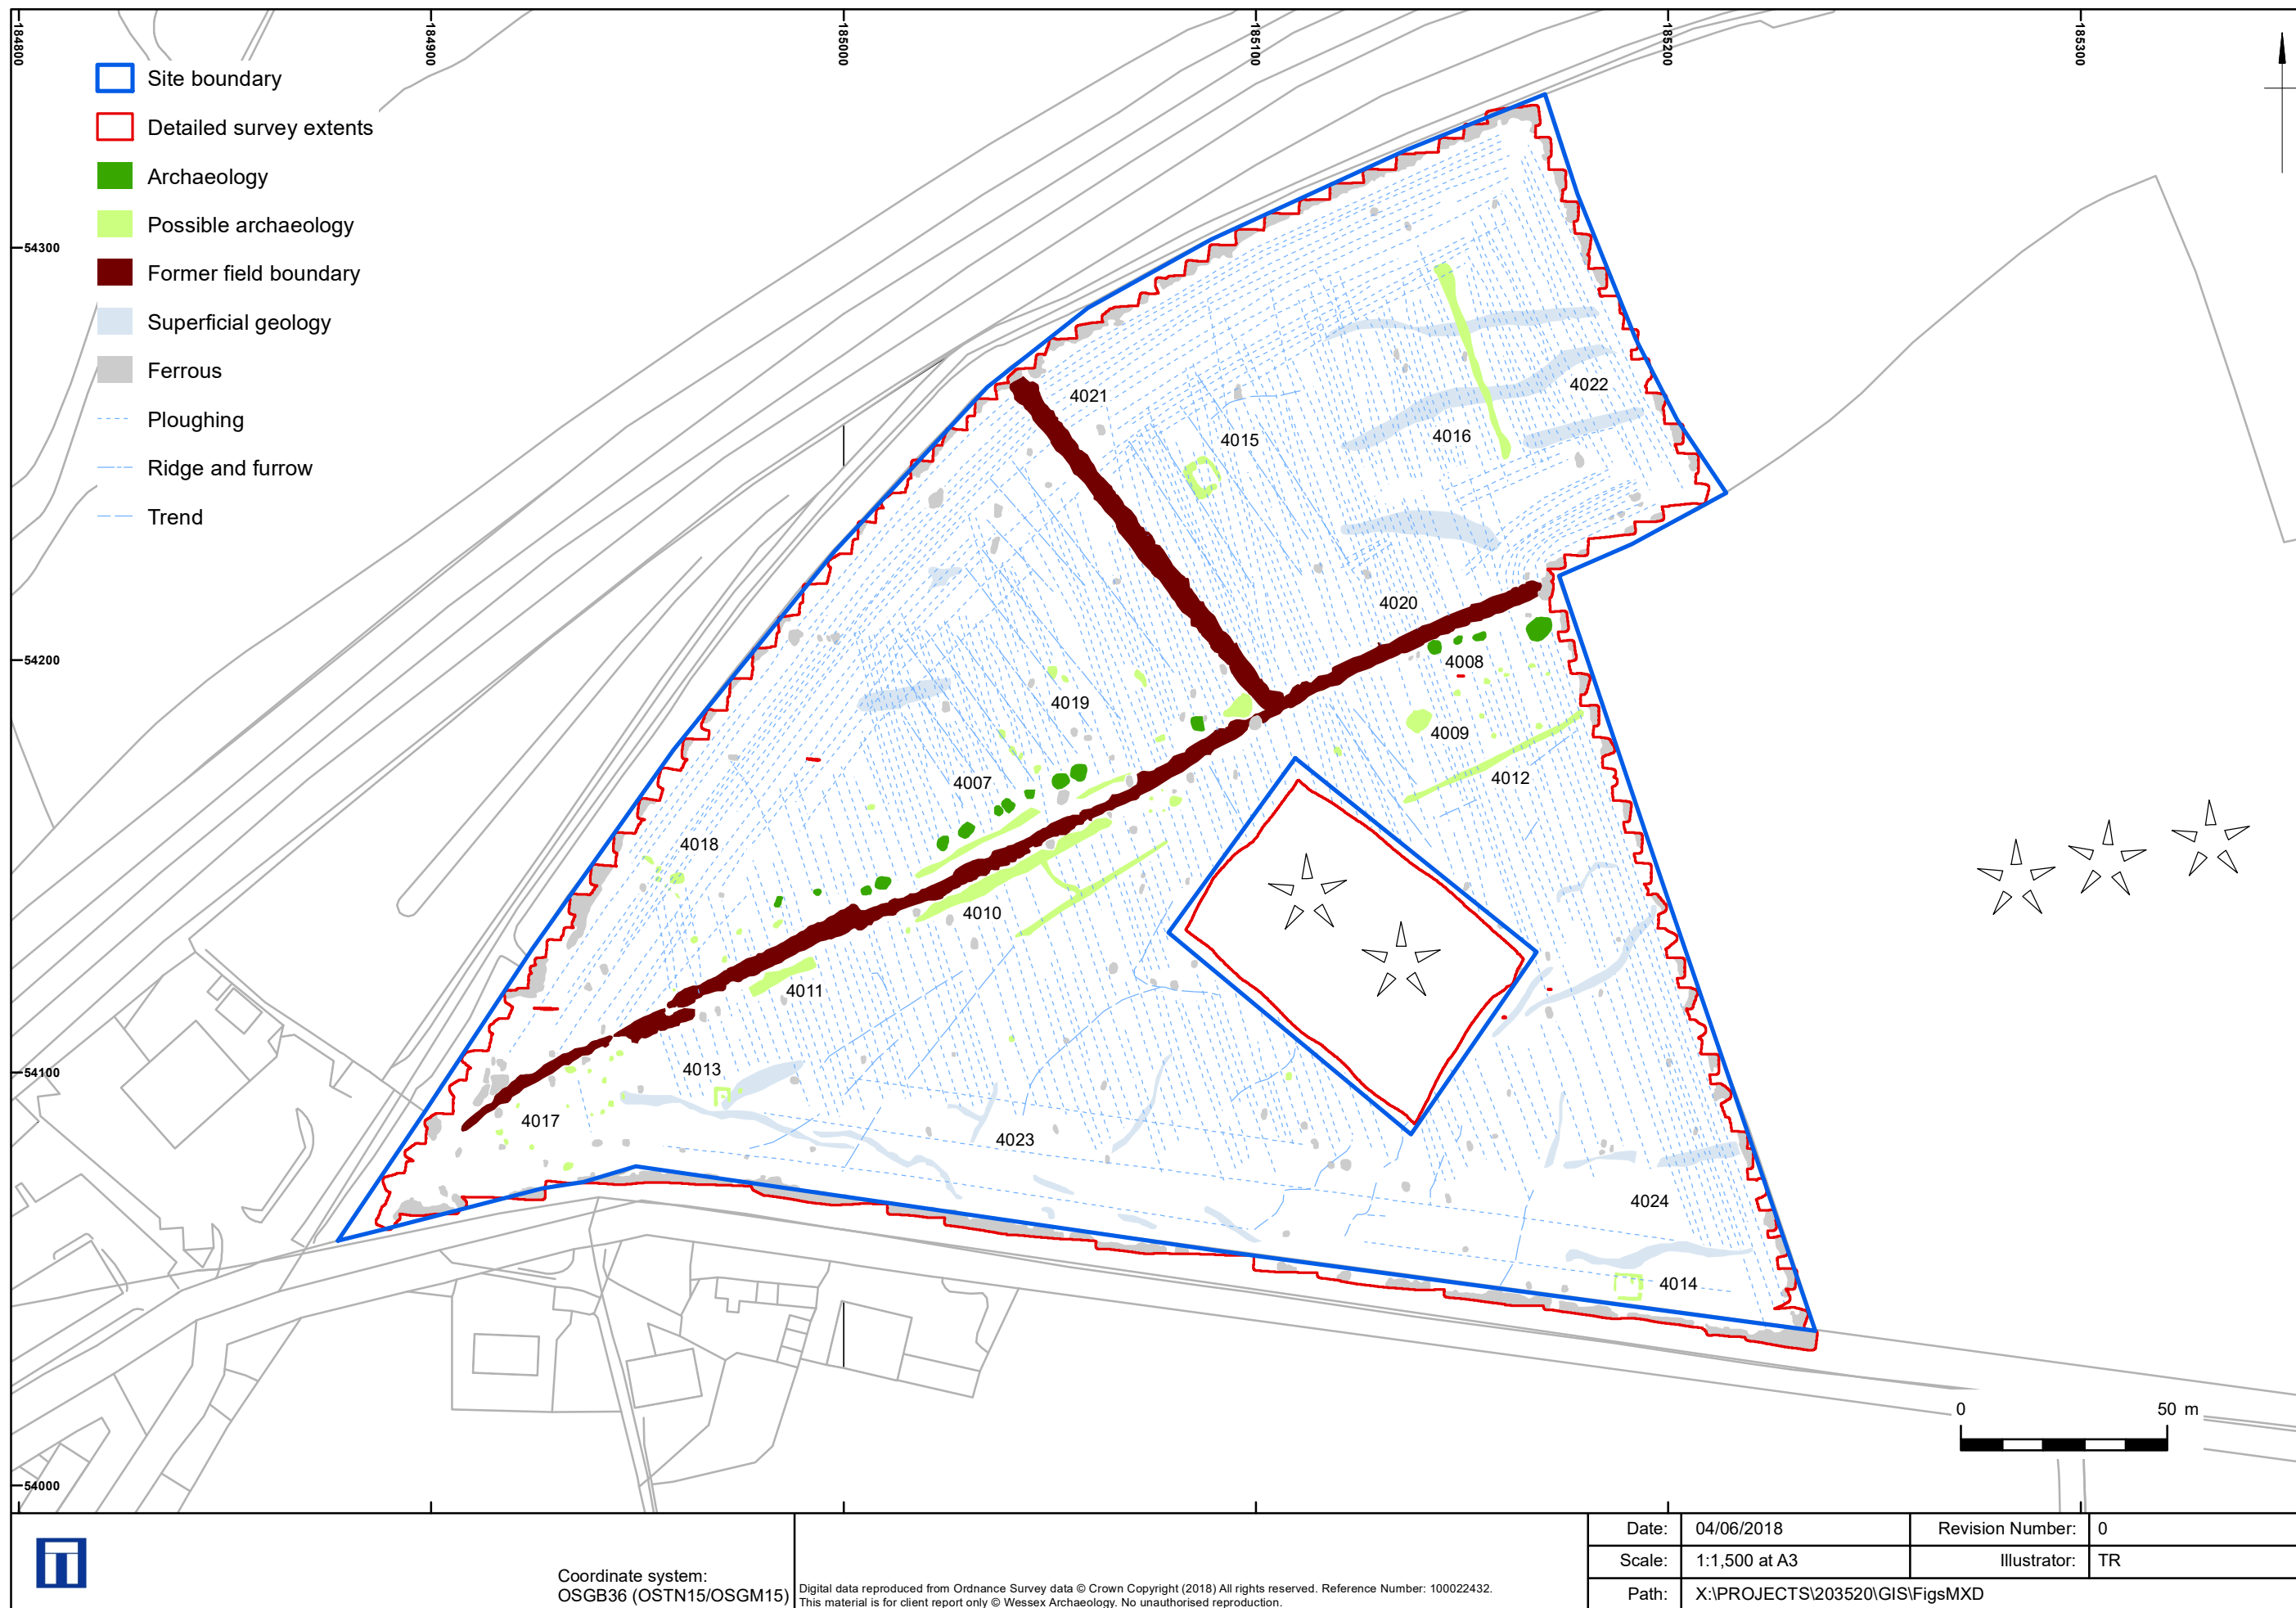 184800
184900
185000
185100
185200
185300
Site boundary
Detailed survey extents
Archaeology
Possible archaeology
Former field boundary
Superficial geology
Ferrous
Ploughing
Ridge and furrow
Trend
54300
54200
54100
54000
4021
4022
4015
4016
4020
4008
4019
4009
4012
4007
4018
4010
4011
4013
4017
4023
4024
4014
0 50 m
Coordinate system:
OSGB36 (OSTN15/OSGM15)
Digital data reproduced from Ordnance Survey data © Crown Copyright (2018) All rights reserved. Reference Number: 100022432.
This material is for client report only © Wessex Archaeology. No unauthorised reproduction.
Date: 04/06/2018 Revision Number: 0
Scale: 1:1,500 at A3 Illustrator: TR
Path: X:\PROJECTS\203520\GIS\FigsMXD